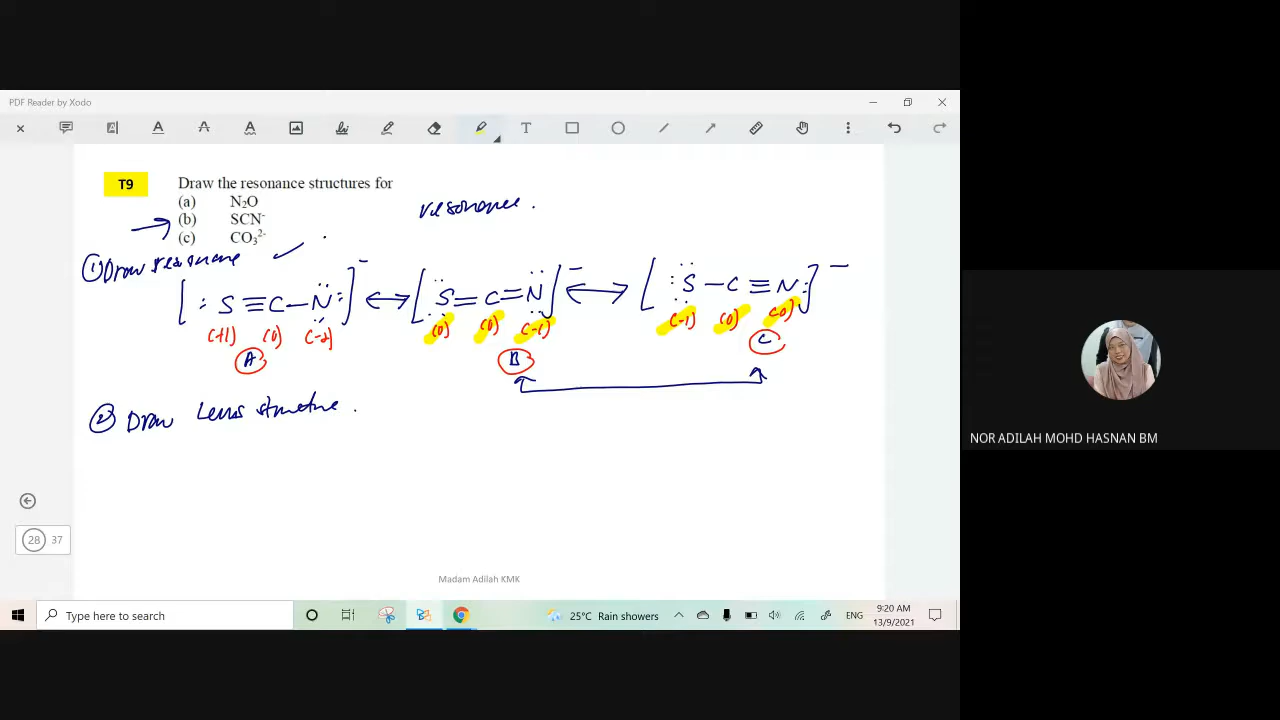 PDF Reader by Xodo
T9
Draw the resonance structures for
(a) N₂O
(b) SCN⁻
(c) CO₃²⁻
resonance.
① Draw resonance
[:S≡C—N:]⁻ ↔ [S=C=N]⁻ ↔ [:S—C≡N:]⁻
(+1) (0) (-2) (0) (0) (-1) (-1) (0) (0)
A B C
② Draw Lewis structure.
28 37
Madam Adilah KMK
NOR ADILAH MOHD HASNAN BM
Type here to search
25°C Rain showers
ENG
9:20 AM
13/9/2021